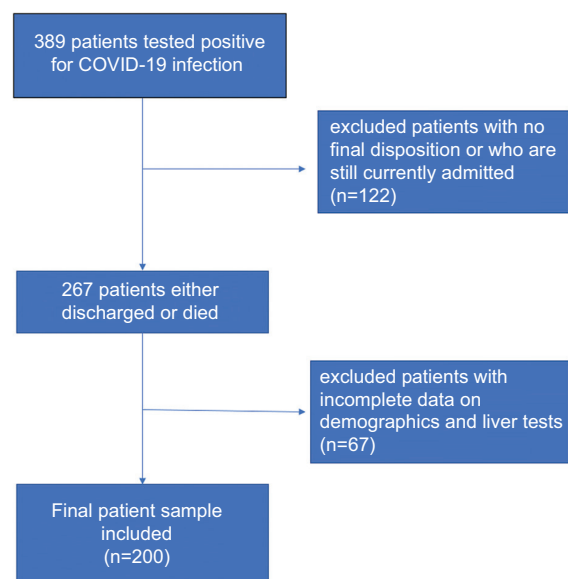 389 patients tested positive
for COVID-19 infection
excluded patients with no
final disposition or who are
still currently admitted
(n=122)
267 patients either
discharged or died
excluded patients with
incomplete data on
demographics and liver tests
(n=67)
Final patient sample
included
(n=200)